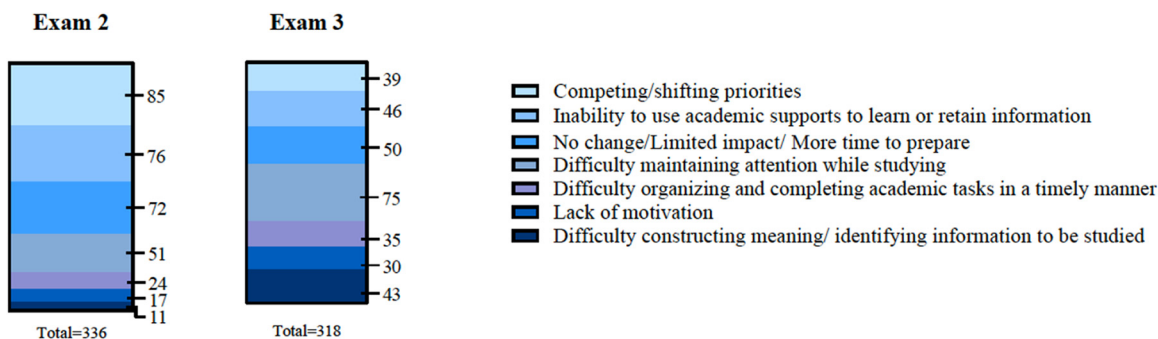 Exam 2
85
76
72
51
24
17
11
Total=336
Exam 3
39
46
50
75
35
30
43
Total=318
Competing/shifting priorities
Inability to use academic supports to learn or retain information
No change/Limited impact/ More time to prepare
Difficulty maintaining attention while studying
Difficulty organizing and completing academic tasks in a timely manner
Lack of motivation
Difficulty constructing meaning/ identifying information to be studied